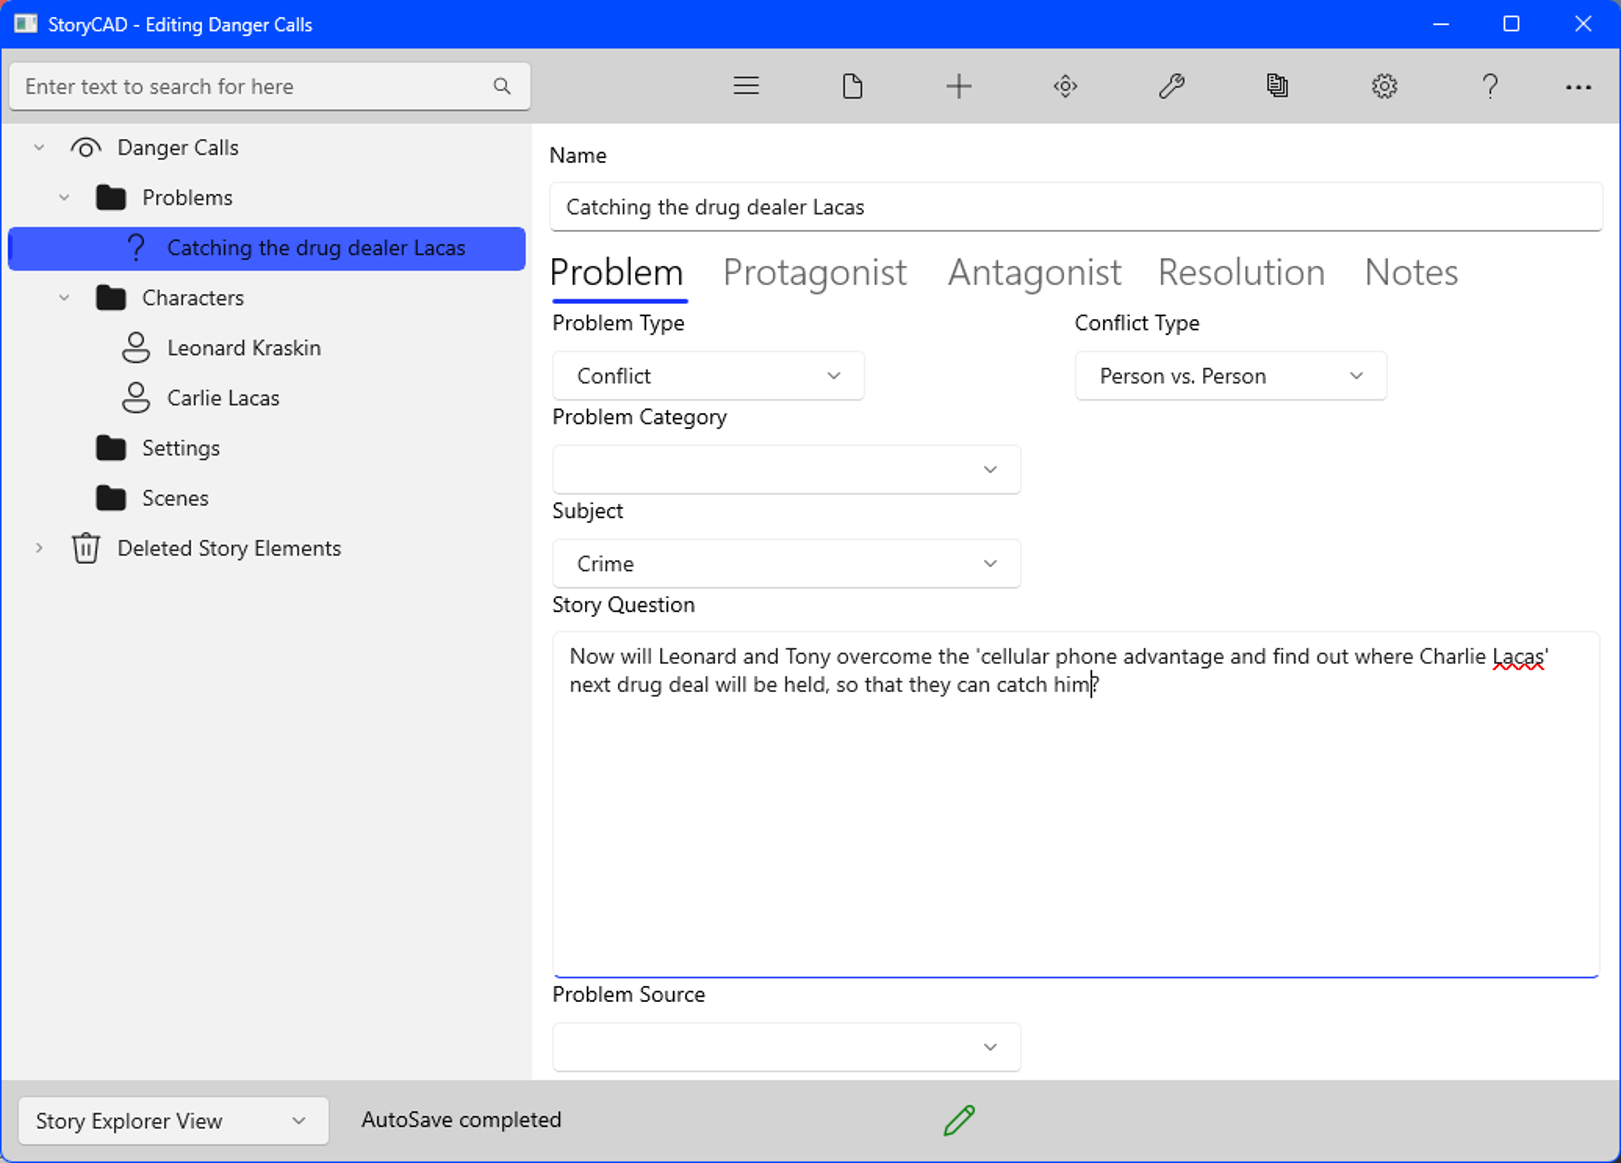 StoryCAD - Editing Danger Calls
Enter text to search for here
Danger Calls
Problems
Catching the drug dealer Lacas
Characters
Leonard Kraskin
Carlie Lacas
Settings
Scenes
Deleted Story Elements
Name
Catching the drug dealer Lacas
Problem Protagonist Antagonist Resolution Notes
Problem Type Conflict Type
Conflict Person vs. Person
Problem Category
Subject
Crime
Story Question
Now will Leonard and Tony overcome the 'cellular phone advantage and find out where Charlie Lacas'
next drug deal will be held, so that they can catch him?
Problem Source
Story Explorer View AutoSave completed